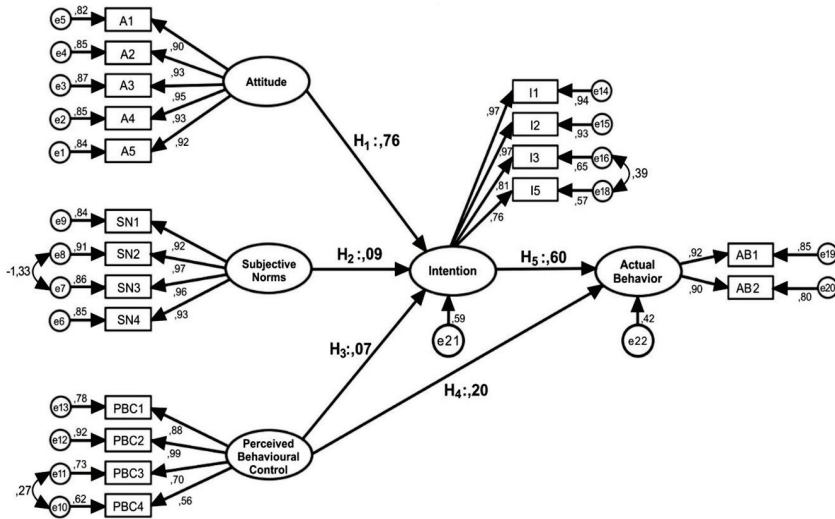 e5 ,82 A1
,90
e4 ,85 A2
,93
e3 ,87 A3
,95
e2 ,85 A4
,93
e1 ,84 A5
,92
Attitude
H1:,76
I1 ,94 e14
,97
I2 ,93 e15
,97
I3 ,65 e16
,81
I5 ,57 e18
,76
,39
e9 ,84 SN1
,92
e8 ,91 SN2
,97
-1,33
e7 ,86 SN3
,96
e6 ,85 SN4
,93
Subjective
Norms
H2:,09
Intention
H5:,60
Actual
Behavior
,92 AB1 ,85 e19
,90 AB2 ,80 e20
,59
e21
,42
e22
H3:,07
H4:,20
e13 ,78 PBC1
,88
e12 ,92 PBC2
,99
e11 ,73 PBC3
,70
,27
e10 ,62 PBC4
,56
Perceived
Behavioural
Control